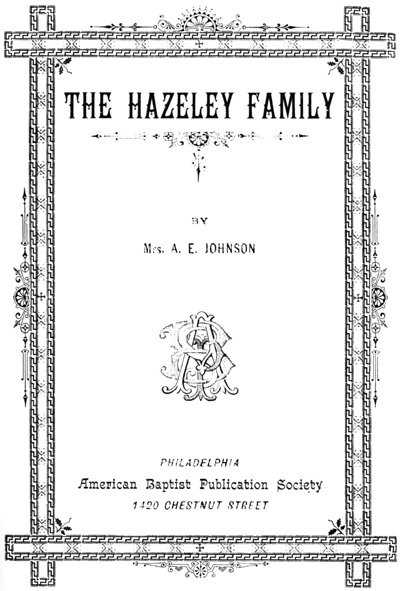 THE HAZELEY FAMILY
BY
Mrs. A. E. JOHNSON
PHILADELPHIA
American Baptist Publication Society
1420 CHESTNUT STREET